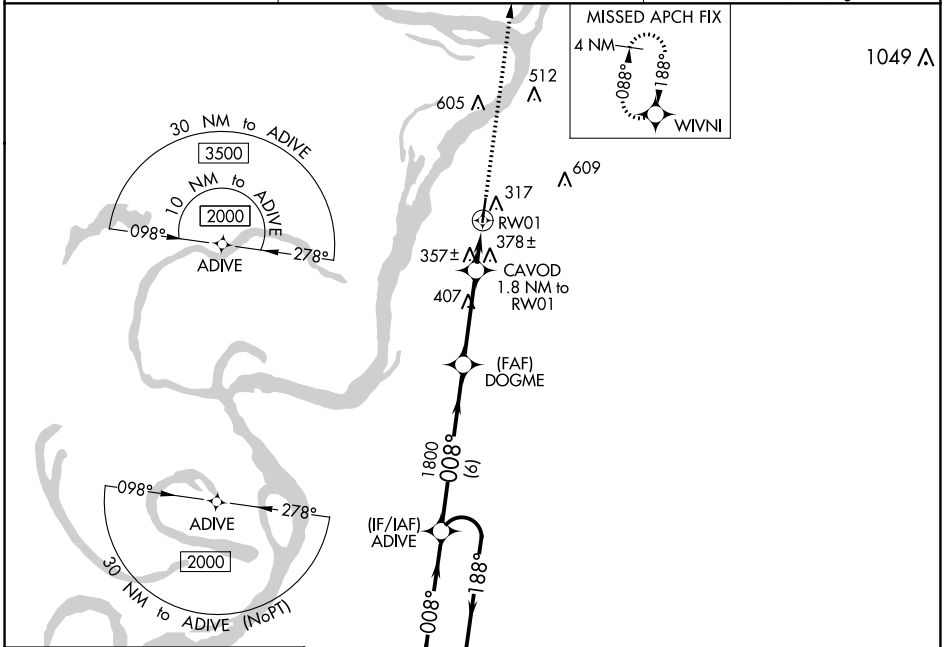 MISSED APCH FIX
4 NM
008°
188°
WIVNI
1049
512
605
30 NM to ADIVE
3500
10 NM to ADIVE
2000
098°
278°
ADIVE
609
317
RW01
378±
357±
CAVOD
1.8 NM to
RW01
407
(FAF)
DOGME
1800
008°
(6)
098°
278°
ADIVE
2000
30 NM to ADIVE (NoPT)
(IF/IAF)
ADIVE
188°
008°